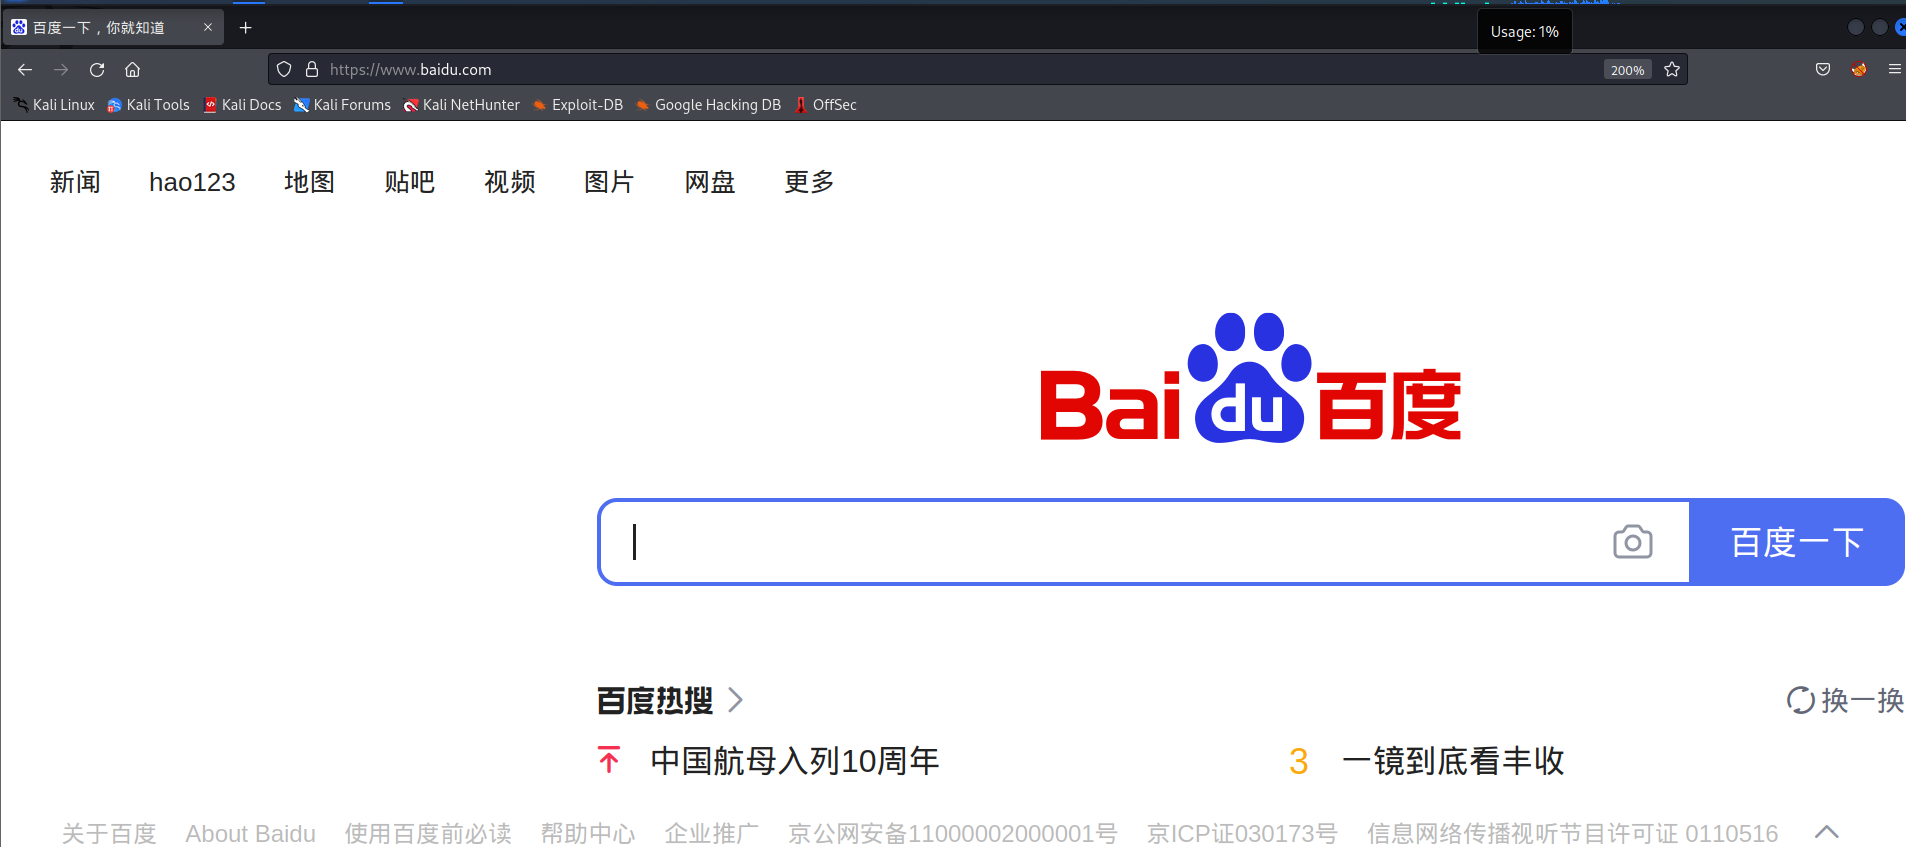 百度一下，你就知道
Usage: 1%
https://www.baidu.com
200%
Kali Linux Kali Tools Kali Docs Kali Forums Kali NetHunter Exploit-DB Google Hacking DB OffSec
新闻 hao123 地图 贴吧 视频 图片 网盘 更多
Bai du 百度
百度一下
百度热搜
换一换
中国航母入列10周年
3 一镜到底看丰收
关于百度 About Baidu 使用百度前必读 帮助中心 企业推广 京公网安备11000002000001号 京ICP证030173号 信息网络传播视听节目许可证 0110516